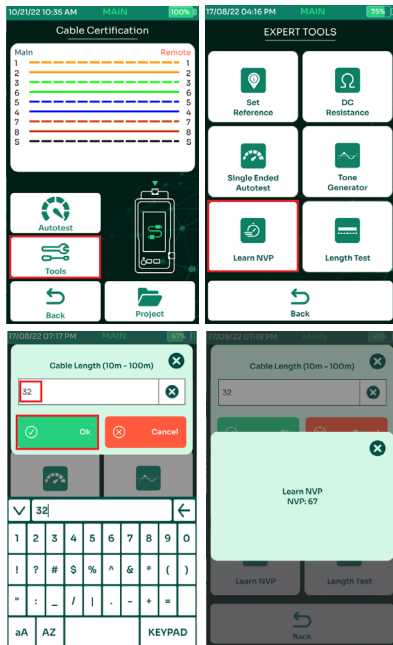 10/21/22 10:35 AM MAIN 100%
Cable Certification
Main Remote
1 1
2 2
3 3
6 6
5 5
4 4
7 7
8 8
S S
Autotest
Tools
Back
Project
17/08/22 04:16 PM MAIN 75%
EXPERT TOOLS
Set
Reference
DC
Resistance
Single Ended
Autotest
Tone
Generator
Learn NVP
Length Test
Back
17/08/22 07:17 PM MAIN 67%
Cable Length (10m - 100m)
32
Ok
Cancel
32
1 2 3 4 5 6 7 8 9 0
! ? # $ % ^ & * ( )
" : _ / | . - + =
aA AZ KEYPAD
17/08/22 07:19 PM MAIN 67%
Cable Length (10m - 100m)
32
Ok Cancel
Learn NVP
NVP: 67
Learn NVP
Length Test
Back